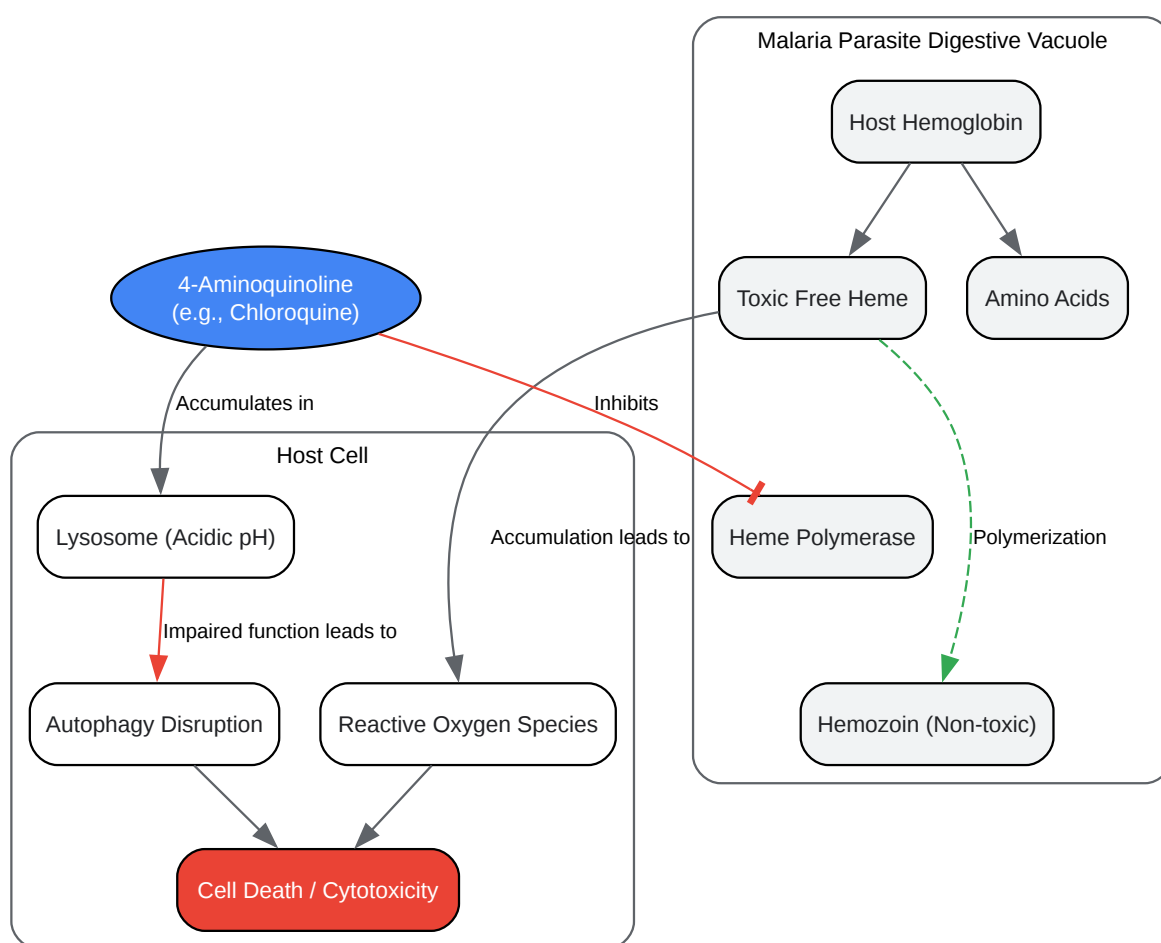 Malaria Parasite Digestive Vacuole
Host Hemoglobin
4-Aminoquinoline
(e.g., Chloroquine)
Toxic Free Heme
Amino Acids
Accumulates in
Inhibits
Host Cell
Lysosome (Acidic pH)
Accumulation leads to
Heme Polymerase
Polymerization
Impaired function leads to
Autophagy Disruption
Reactive Oxygen Species
Hemozoin (Non-toxic)
Cell Death / Cytotoxicity